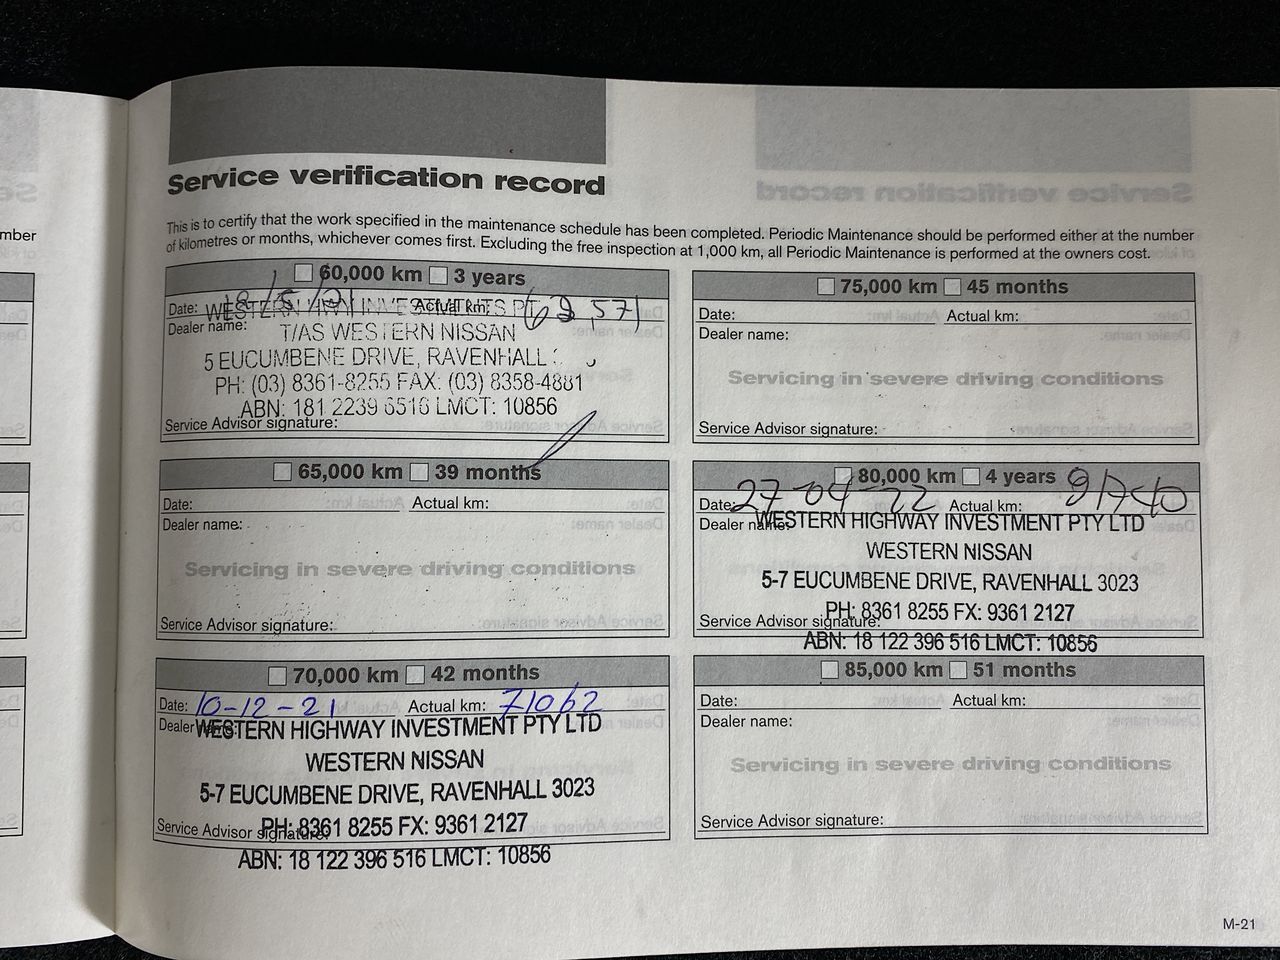 Service verification record
This is to certify that the work specified in the maintenance schedule has been completed. Periodic Maintenance should be performed either at the number
of kilometres or months, whichever comes first. Excluding the free inspection at 1,000 km, all Periodic Maintenance is performed at the owners cost.
mber
60,000 km 3 years
Date: 18/5/21 Actual km:
WESTERN HWY INVESTMENTS PT
Dealer name:
T/AS WESTERN NISSAN
5 EUCUMBENE DRIVE, RAVENHALL
PH: (03) 8361-8255 FAX: (03) 8358-4881
ABN: 181 2239 6516 LMCT: 10856
Service Advisor signature:
65,000 km 39 months
Date: Actual km:
Dealer name:
Servicing in severe driving conditions
Service Advisor signature:
70,000 km 42 months
Date: 10-12-21 Actual km: 71062
Dealer
WESTERN HIGHWAY INVESTMENT PTY LTD
WESTERN NISSAN
5-7 EUCUMBENE DRIVE, RAVENHALL 3023
PH: 8361 8255 FX: 9361 2127
Service Advisor signature:
ABN: 18 122 396 516 LMCT: 10856
75,000 km 45 months
Date: Actual km:
Dealer name:
Servicing in severe driving conditions
Service Advisor signature:
80,000 km 4 years
Date: 27-04-22 Actual km: 81740
Dealer name:
WESTERN HIGHWAY INVESTMENT PTY LTD
WESTERN NISSAN
5-7 EUCUMBENE DRIVE, RAVENHALL 3023
PH: 8361 8255 FX: 9361 2127
Service Advisor signature:
ABN: 18 122 396 516 LMCT: 10856
85,000 km 51 months
Date: Actual km:
Dealer name:
Servicing in severe driving conditions
Service Advisor signature:
M-21